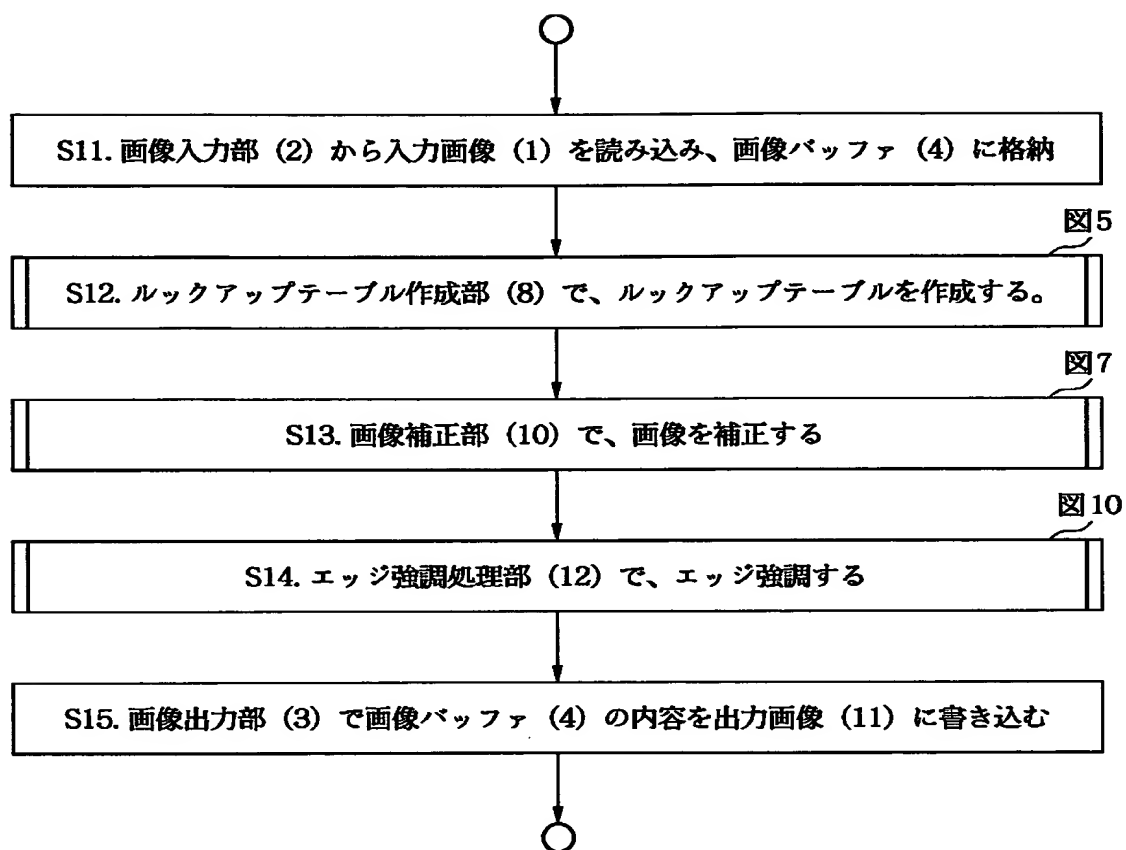 S11. 画像入力部（2）から入力画像（1）を読み込み、画像バッファ（4）に格納
図5
S12. ルックアップテーブル作成部（8）で、ルックアップテーブルを作成する。
図7
S13. 画像補正部（10）で、画像を補正する
図10
S14. エッジ強調処理部（12）で、エッジ強調する
S15. 画像出力部（3）で画像バッファ（4）の内容を出力画像（11）に書き込む